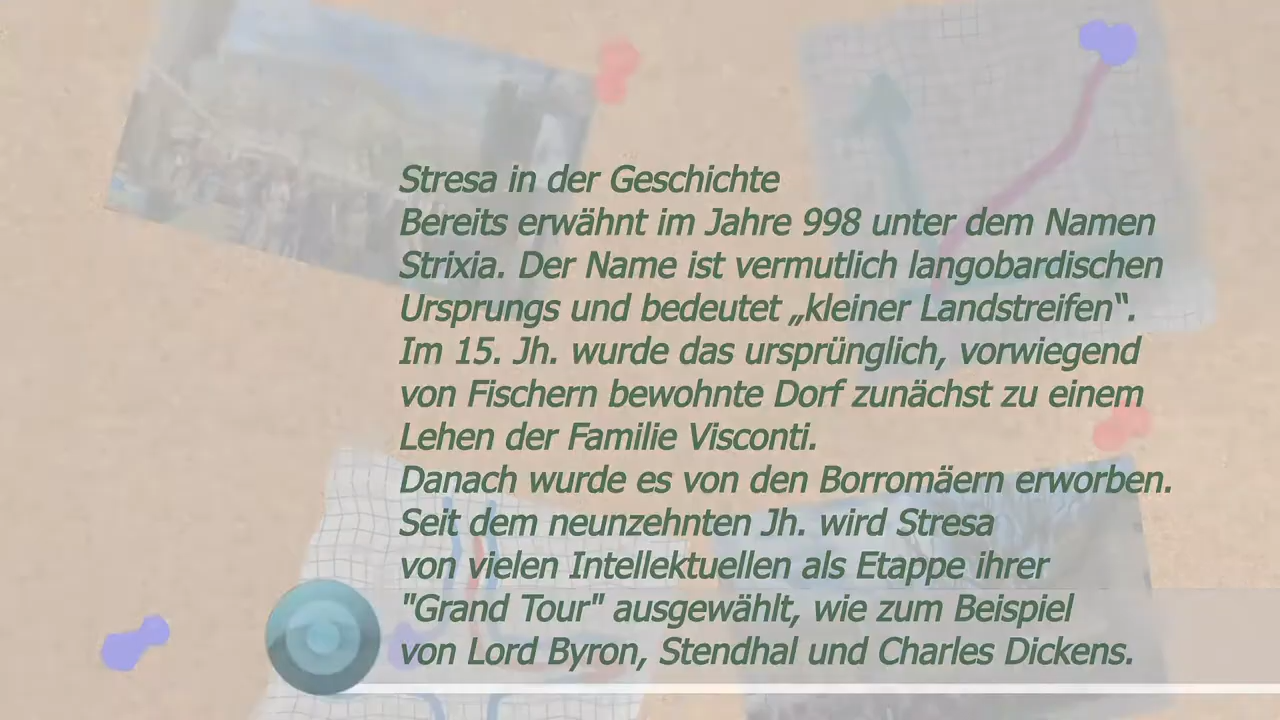 Stresa in der Geschichte
Bereits erwähnt im Jahre 998 unter dem Namen
Strixia. Der Name ist vermutlich langobardischen
Ursprungs und bedeutet „kleiner Landstreifen“.
Im 15. Jh. wurde das ursprünglich, vorwiegend
von Fischern bewohnte Dorf zunächst zu einem
Lehen der Familie Visconti.
Danach wurde es von den Borromäern erworben.
Seit dem neunzehnten Jh. wird Stresa
von vielen Intellektuellen als Etappe ihrer
"Grand Tour" ausgewählt, wie zum Beispiel
von Lord Byron, Stendhal und Charles Dickens.